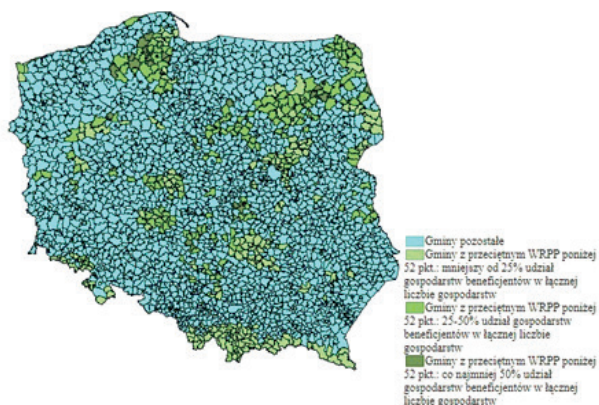 Gminy pozostałe
Gminy z przeciętnym WRPP poniżej
52 pkt.: mniejszy od 25% udział
gospodarstw beneficjentów w łącznej
liczbie gospodarstw
Gminy z przeciętnym WRPP poniżej
52 pkt.: 25-50% udział gospodarstw
beneficjentów w łącznej liczbie
gospodarstw
Gminy z przeciętnym WRPP poniżej
52 pkt.: co najmniej 50% udział
gospodarstw beneficjentów w łącznej
liczbie gospodarstw